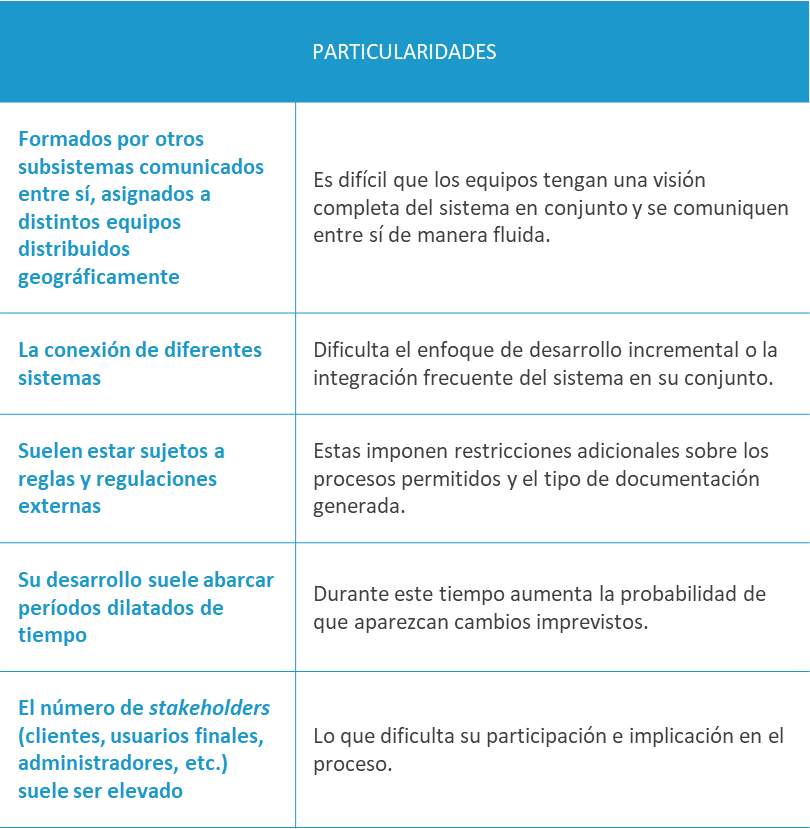 PARTICULARIDADES
Formados por otros
subsistemas comunicados
entre sí, asignados a
distintos equipos
distribuidos
geográficamente
Es difícil que los equipos tengan una visión
completa del sistema en conjunto y se comuniquen
entre sí de manera fluida.
La conexión de diferentes
sistemas
Dificulta el enfoque de desarrollo incremental o la
integración frecuente del sistema en su conjunto.
Suelen estar sujetos a
reglas y regulaciones
externas
Estas imponen restricciones adicionales sobre los
procesos permitidos y el tipo de documentación
generada.
Su desarrollo suele abarcar
períodos dilatados de
tiempo
Durante este tiempo aumenta la probabilidad de
que aparezcan cambios imprevistos.
El número de stakeholders
(clientes, usuarios finales,
administradores, etc.)
suele ser elevado
Lo que dificulta su participación e implicación en el
proceso.